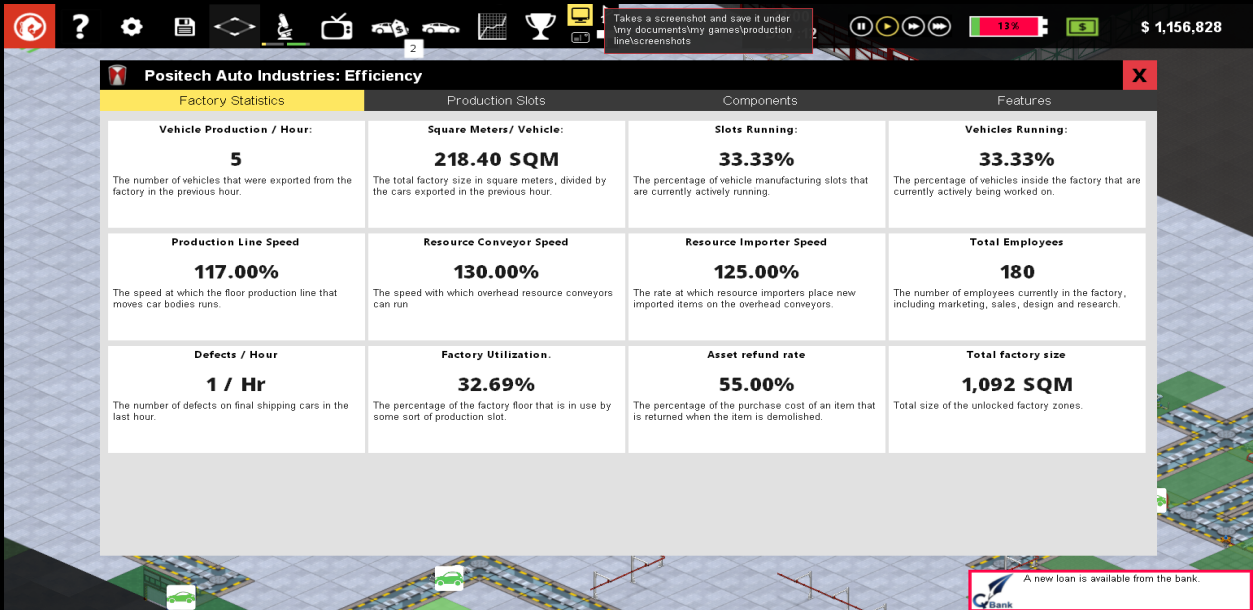 ?
Takes a screenshot and save it under
\my documents\my games\production
line\screenshots
13%
$
$ 1,156,828
2
Positech Auto Industries: Efficiency
X
Factory Statistics
Production Slots
Components
Features
Vehicle Production / Hour:
5
The number of vehicles that were exported from the
factory in the previous hour.
Square Meters/ Vehicle:
218.40 SQM
The total factory size in square meters, divided by
the cars exported in the previous hour.
Slots Running:
33.33%
The percentage of vehicle manufacturing slots that
are currently actively running.
Vehicles Running:
33.33%
The percentage of vehicles inside the factory that are
currently actively being worked on.
Production Line Speed
117.00%
The speed at which the floor production line that
moves car bodies runs.
Resource Conveyor Speed
130.00%
The speed with which overhead resource conveyors
can run
Resource Importer Speed
125.00%
The rate at which resource importers place new
imported items on the overhead conveyors.
Total Employees
180
The number of employees currently in the factory,
including marketing, sales, design and research.
Defects / Hour
1 / Hr
The number of defects on final shipping cars in the
last hour.
Factory Utilization.
32.69%
The percentage of the factory floor that is in use by
some sort of production slot.
Asset refund rate
55.00%
The percentage of the purchase cost of an item that
is returned when the item is demolished.
Total factory size
1,092 SQM
Total size of the unlocked factory zones.
A new loan is available from the bank.
Bank